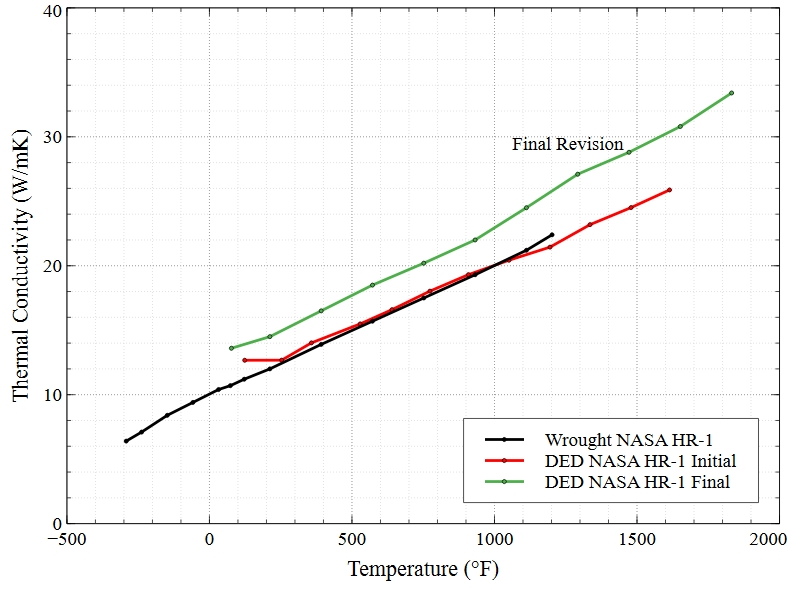 40
30
20
10
0
−500
0
500
1000
1500
2000
Thermal Conductivity (W/mK)
Temperature (°F)
Final Revision
Wrought NASA HR-1
DED NASA HR-1 Initial
DED NASA HR-1 Final